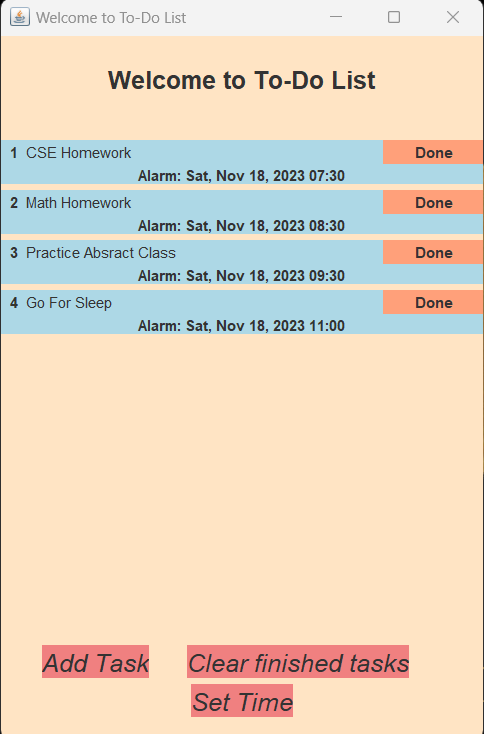 Welcome to To-Do List
Welcome to To-Do List
1 CSE Homework Done
Alarm: Sat, Nov 18, 2023 07:30
2 Math Homework Done
Alarm: Sat, Nov 18, 2023 08:30
3 Practice Absract Class Done
Alarm: Sat, Nov 18, 2023 09:30
4 Go For Sleep Done
Alarm: Sat, Nov 18, 2023 11:00
Add Task Clear finished tasks
Set Time